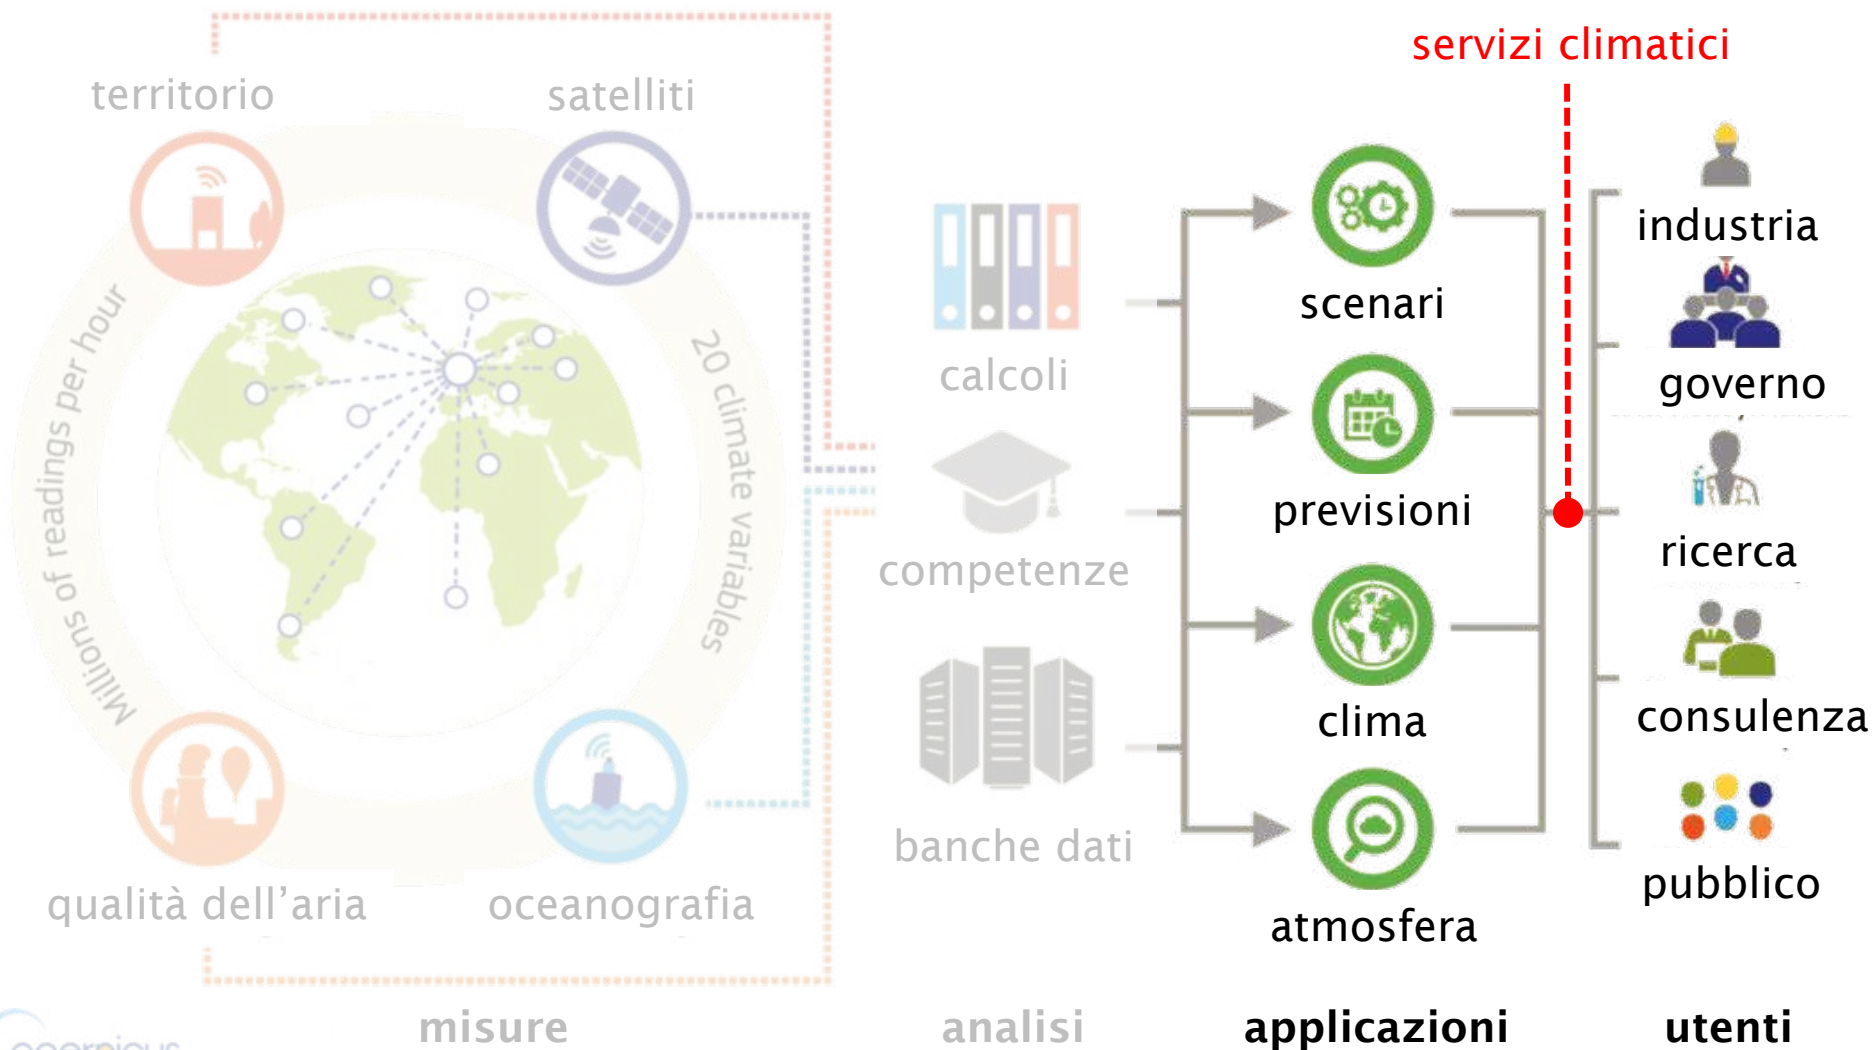 servizi climatici
territorio
satelliti
Millions of readings per hour
20 climate variables
qualità dell'aria
oceanografia
calcoli
competenze
banche dati
scenari
previsioni
clima
atmosfera
industria
governo
ricerca
consulenza
pubblico
misure
analisi
applicazioni
utenti